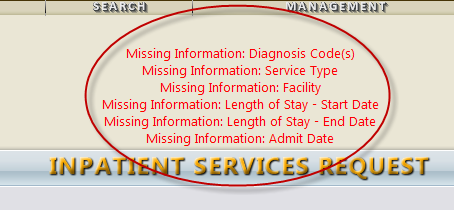 SEARCH MANAGEMENT
Missing Information: Diagnosis Code(s)
Missing Information: Service Type
Missing Information: Facility
Missing Information: Length of Stay - Start Date
Missing Information: Length of Stay - End Date
Missing Information: Admit Date
INPATIENT SERVICES REQUEST